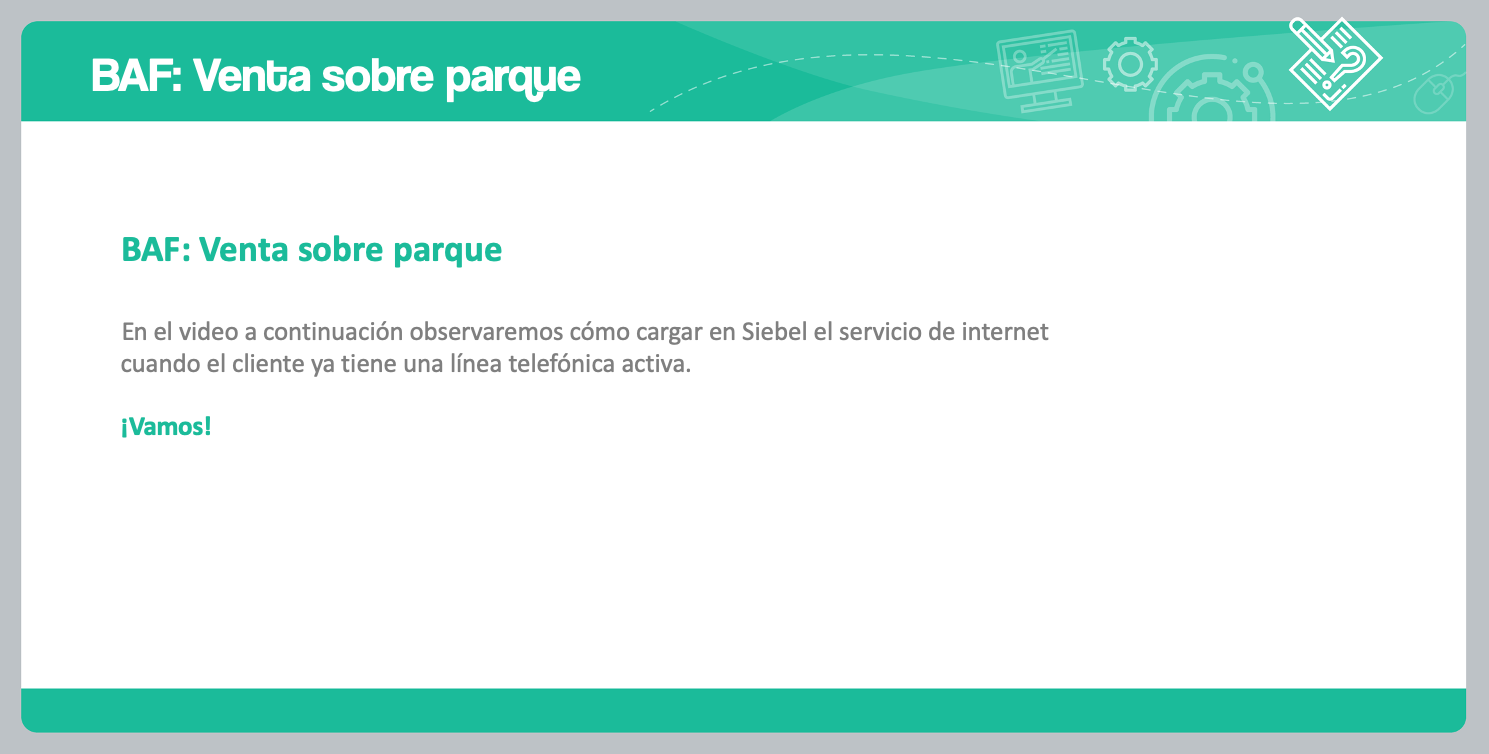 BAF: Venta sobre parque
BAF: Venta sobre parque
En el video a continuación observaremos cómo cargar en Siebel el servicio de internet
cuando el cliente ya tiene una línea telefónica activa.
¡Vamos!